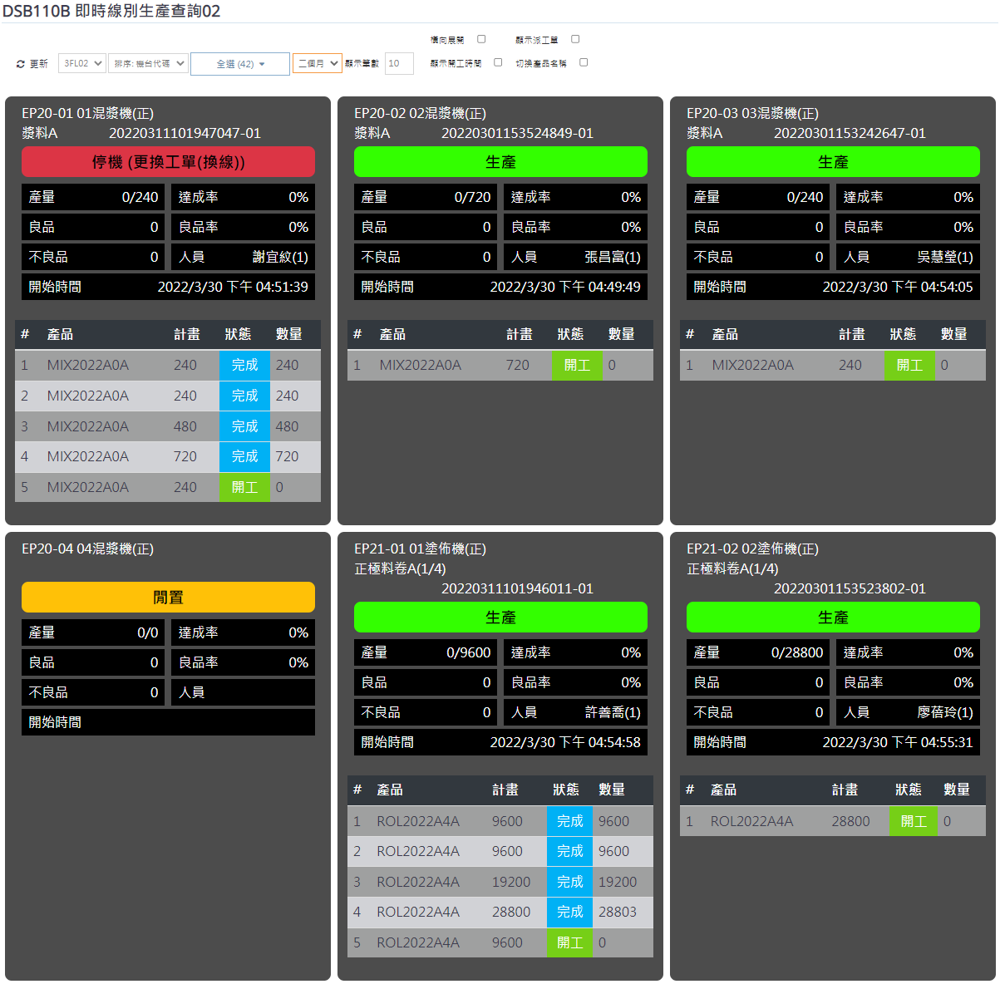 DSB110B 即時線別生產查詢02
橫向展開 顯示派工單
更新 3FL02 排序: 機台代碼 全選 (42) 二個月 顯示筆數 10 顯示開工時間 切換產品名稱
EP20-01 01混漿機(正)
漿料A 20220311101947047-01
停機 (更換工單(換線))
產量 0/240 達成率 0%
良品 0 良品率 0%
不良品 0 人員 謝宜紋(1)
開始時間 2022/3/30 下午 04:51:39
# 產品 計畫 狀態 數量
1 MIX2022A0A 240 完成 240
2 MIX2022A0A 240 完成 240
3 MIX2022A0A 480 完成 480
4 MIX2022A0A 720 完成 720
5 MIX2022A0A 240 開工 0
EP20-02 02混漿機(正)
漿料A 20220301153524849-01
生產
產量 0/720 達成率 0%
良品 0 良品率 0%
不良品 0 人員 張昌富(1)
開始時間 2022/3/30 下午 04:49:49
# 產品 計畫 狀態 數量
1 MIX2022A0A 720 開工 0
EP20-03 03混漿機(正)
漿料A 20220301153242647-01
生產
產量 0/240 達成率 0%
良品 0 良品率 0%
不良品 0 人員 吳慧瑩(1)
開始時間 2022/3/30 下午 04:54:05
# 產品 計畫 狀態 數量
1 MIX2022A0A 240 開工 0
EP20-04 04混漿機(正)
閒置
產量 0/0 達成率 0%
良品 0 良品率 0%
不良品 0 人員
開始時間
EP21-01 01塗佈機(正)
正極料卷A(1/4)
20220311101946011-01
生產
產量 0/9600 達成率 0%
良品 0 良品率 0%
不良品 0 人員 許善喬(1)
開始時間 2022/3/30 下午 04:54:58
# 產品 計畫 狀態 數量
1 ROL2022A4A 9600 完成 9600
2 ROL2022A4A 9600 完成 9600
3 ROL2022A4A 19200 完成 19200
4 ROL2022A4A 28800 完成 28803
5 ROL2022A4A 9600 開工 0
EP21-02 02塗佈機(正)
正極料卷A(1/4)
20220301153523802-01
生產
產量 0/28800 達成率 0%
良品 0 良品率 0%
不良品 0 人員 廖蓓玲(1)
開始時間 2022/3/30 下午 04:55:31
# 產品 計畫 狀態 數量
1 ROL2022A4A 28800 開工 0